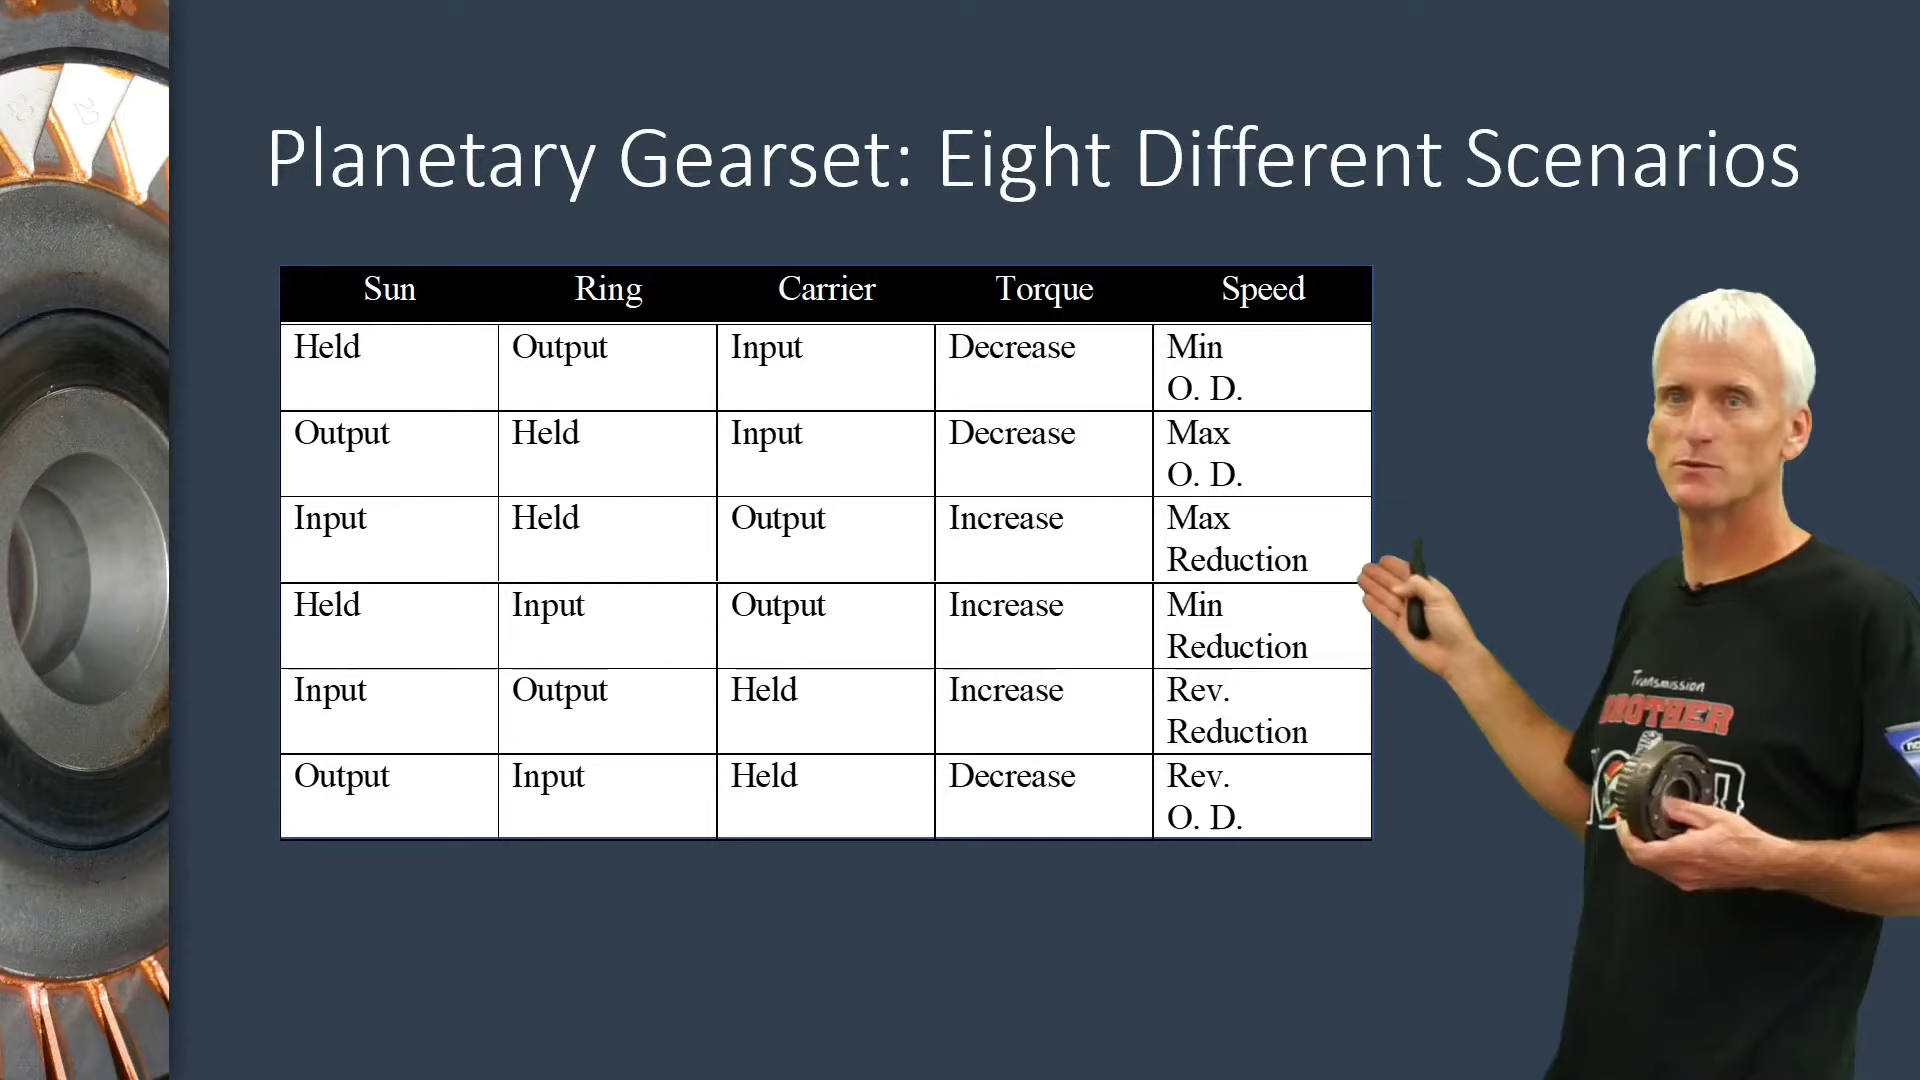 Planetary Gearset: Eight Different Scenarios
Sun Ring Carrier Torque Speed
Held Output Input Decrease Min
O. D.
Output Held Input Decrease Max
O. D.
Input Held Output Increase Max
Reduction
Held Input Output Increase Min
Reduction
Input Output Held Increase Rev.
Reduction
Output Input Held Decrease Rev.
O. D.
Transmission
BROTHER
20